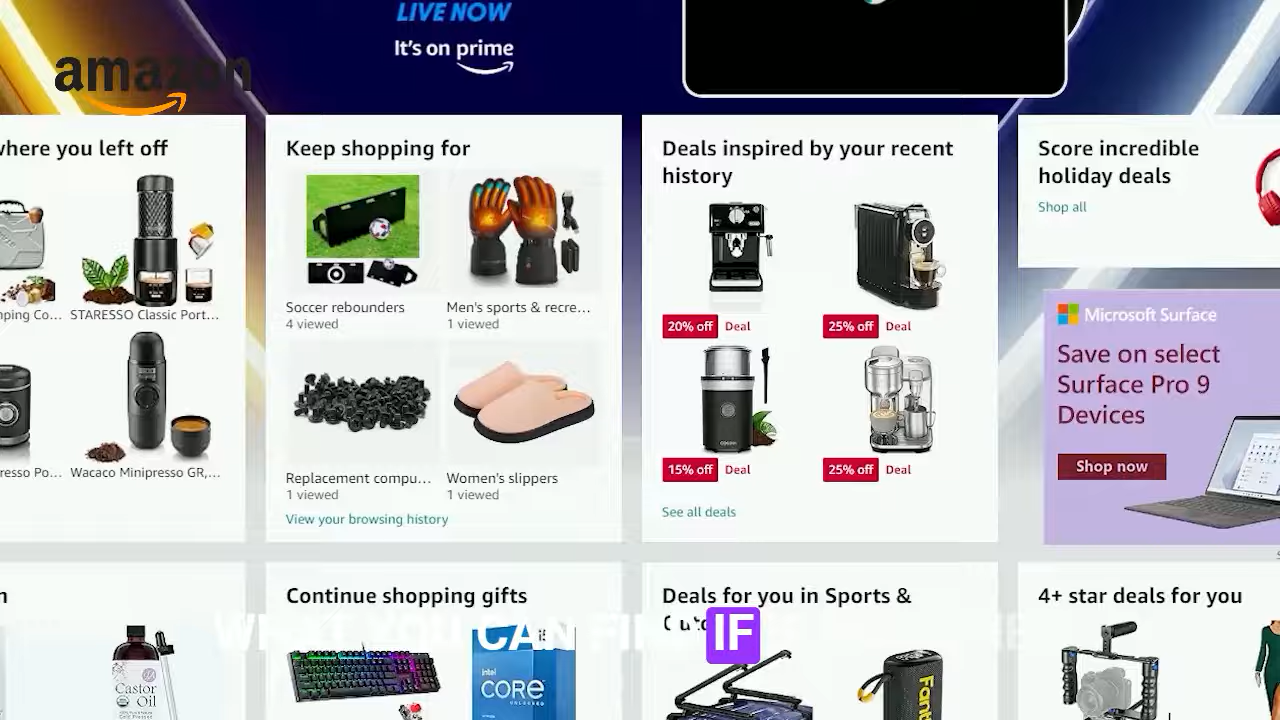 LIVE NOW
It's on prime
amazon
where you left off
STARESSO Classic Port...
Wacaco Minipresso GR,...
Keep shopping for
Soccer rebounders
4 viewed
Men's sports & recre...
1 viewed
Replacement compu...
1 viewed
Women's slippers
1 viewed
View your browsing history
Deals inspired by your recent
history
20% off Deal
25% off Deal
15% off Deal
25% off Deal
See all deals
Score incredible
holiday deals
Shop all
Microsoft Surface
Save on select
Surface Pro 9
Devices
Shop now
Continue shopping gifts
Deals for you in Sports &
4+ star deals for you
YOU CAN IF
Castor
Oil
intel
CORE
UNLOCKED